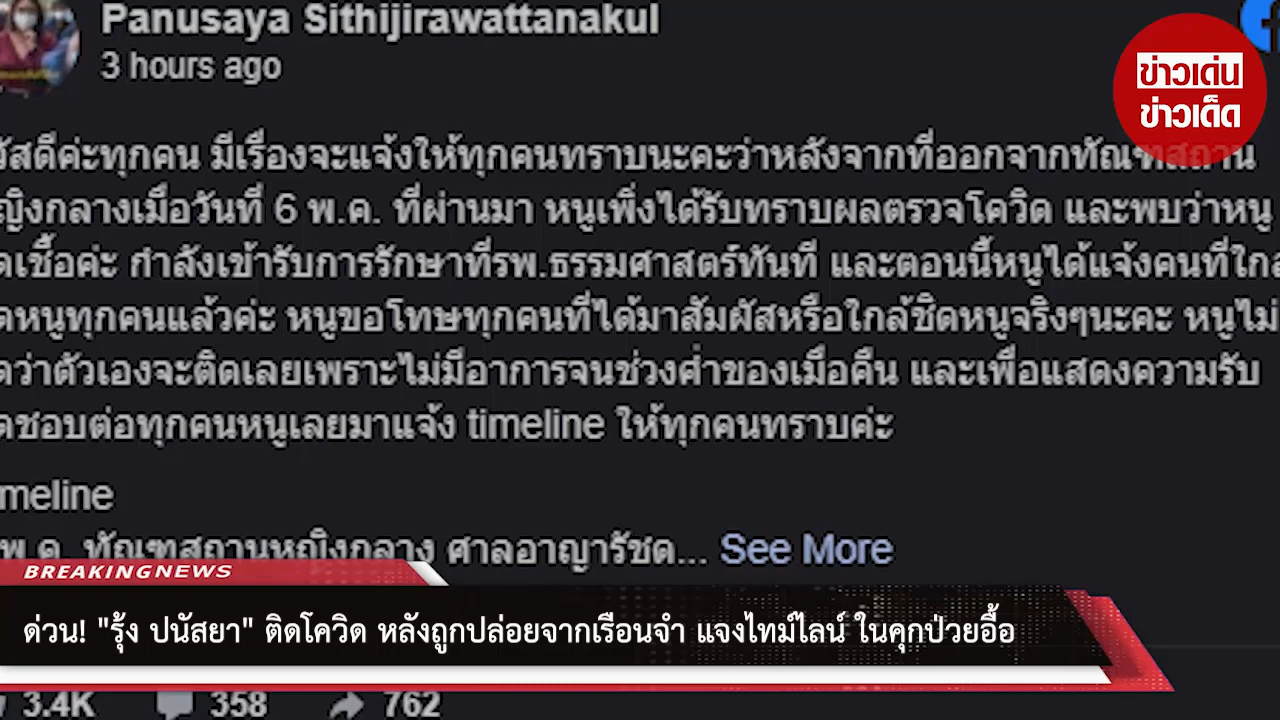 Panusaya Sithijirawattanakul
3 hours ago
ข่าวเด่น
ข่าวเด็ด
วัสดีค่ะทุกคน มีเรื่องจะแจ้งให้ทุกคนทราบนะคะว่าหลังจากที่ออกจากทัณฑสถาน
ญิงกลางเมื่อวันที่ 6 พ.ค. ที่ผ่านมา หนูเพิ่งได้รับทราบผลตรวจโควิด และพบว่าหนู
ดเชื้อค่ะ กำลังเข้ารับการรักษาที่รพ.ธรรมศาสตร์ทันที และตอนนี้หนูได้แจ้งคนที่ใกล้
ดหนูทุกคนแล้วค่ะ หนูขอโทษทุกคนที่ได้มาสัมผัสหรือใกล้ชิดหนูจริงๆนะคะ หนูไม่
ดว่าตัวเองจะติดเลยเพราะไม่มีอาการจนช่วงค่ำของเมื่อคืน และเพื่อแสดงความรับ
ดชอบต่อทุกคนหนูเลยมาแจ้ง timeline ให้ทุกคนทราบค่ะ
meline
พ.ค. ทัณฑสถานหญิงกลาง ศาลอาญารัชด... See More
BREAKING NEWS
ด่วน! "รุ้ง ปนัสยา" ติดโควิด หลังถูกปล่อยจากเรือนจำ แจงไทม์ไลน์ ในคุกป่วยอื้อ
3.4K 358 762